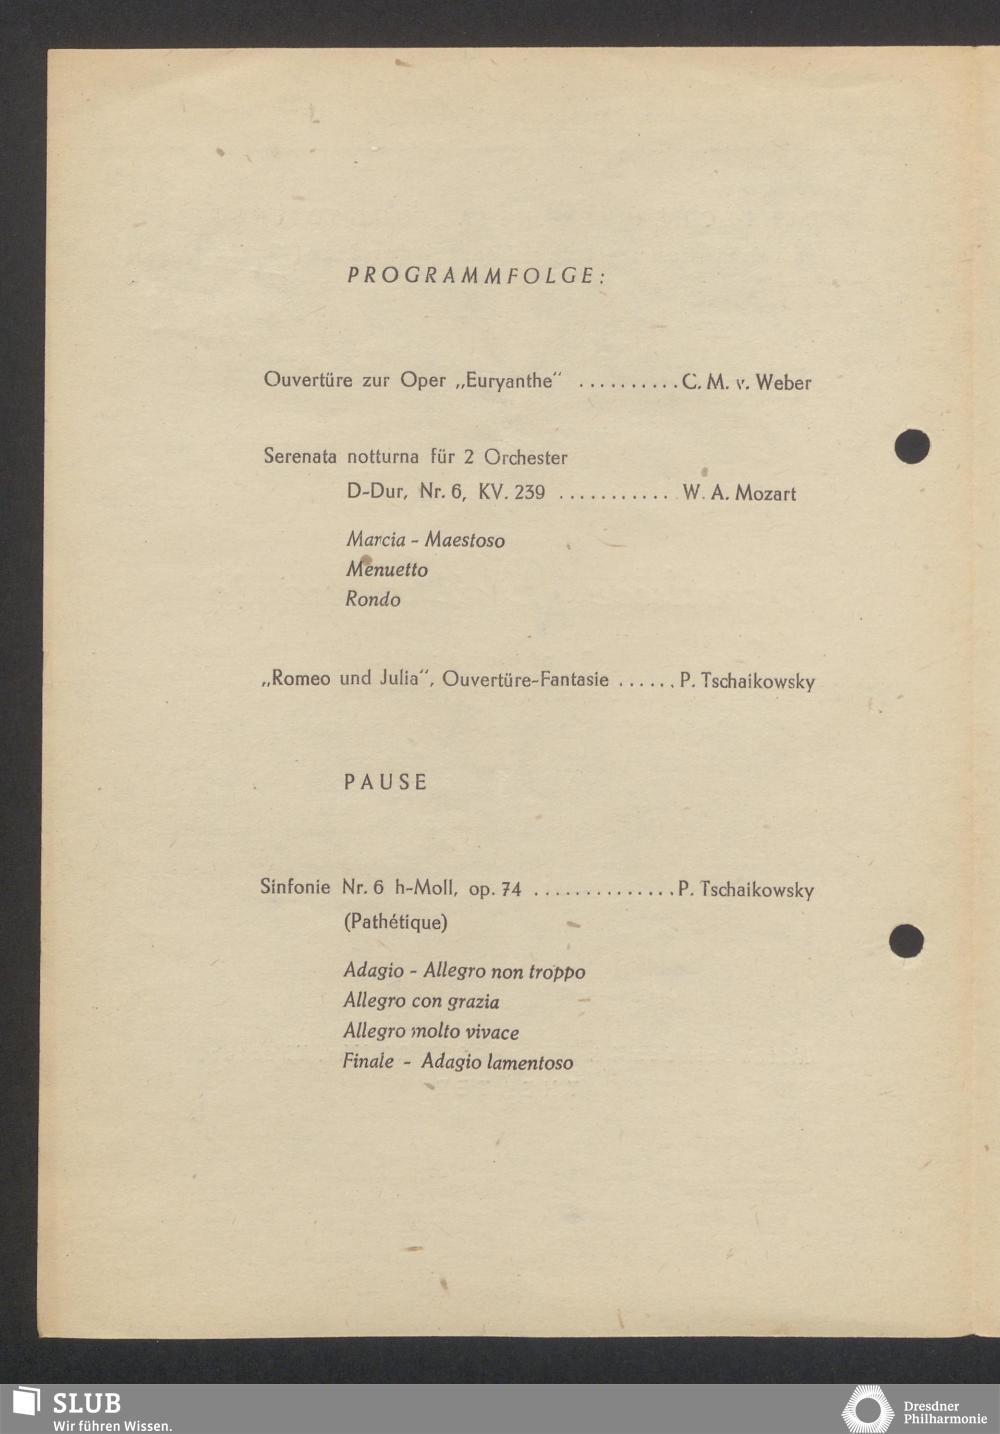 PROGRAMMFOLGE:
Ouvertüre zur Oper „Euryanthe“ .......... C. M. v. Weber
Serenata notturna für 2 Orchester
D-Dur, Nr. 6, KV. 239 ........... W. A. Mozart
Marcia - Maestoso
Menuetto
Rondo
„Romeo und Julia“, Ouvertüre-Fantasie ...... P. Tschaikowsky
PAUSE
Sinfonie Nr. 6 h-Moll, op. 74 .............. P. Tschaikowsky
(Pathétique)
Adagio - Allegro non troppo
Allegro con grazia
Allegro molto vivace
Finale - Adagio lamentoso
SLUB
Wir führen Wissen.
Dresdner
Philharmonie